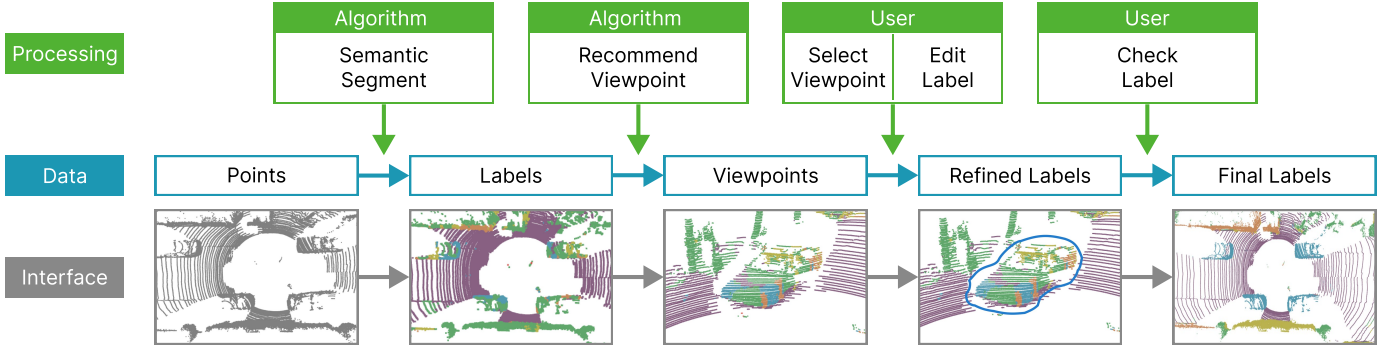 Algorithm
Algorithm
User
User
Processing
Semantic
Segment
Recommend
Viewpoint
Select
Viewpoint
Edit
Label
Check
Label
Data
Points
Labels
Viewpoints
Refined Labels
Final Labels
Interface